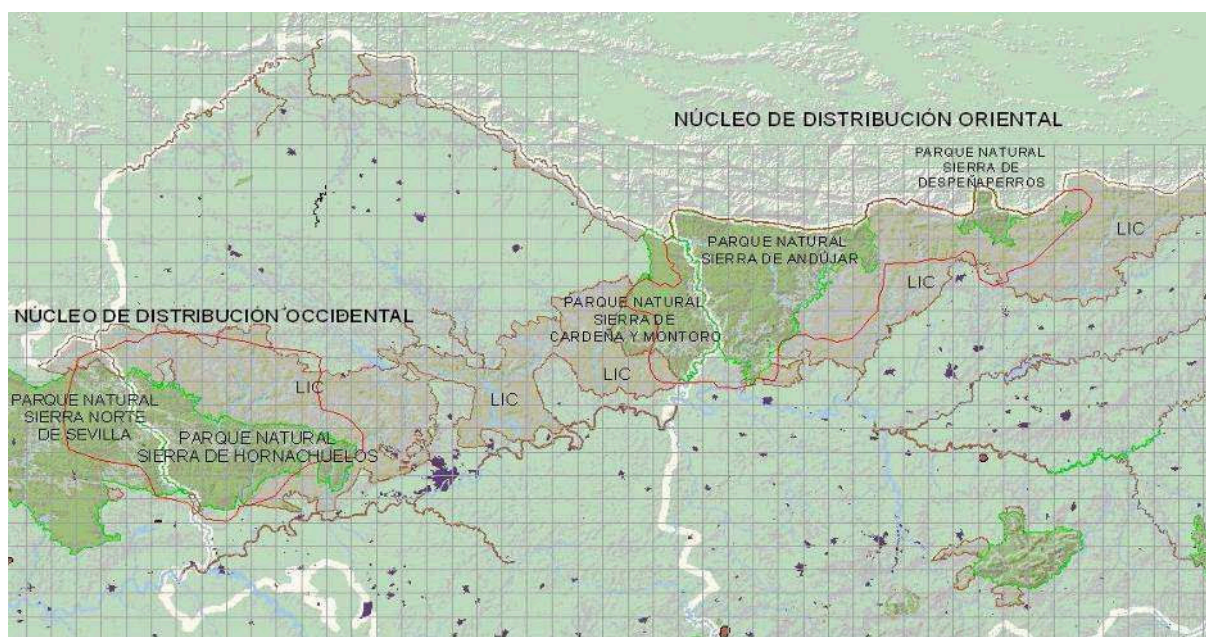 NÚCLEO DE DISTRIBUCIÓN ORIENTAL
PARQUE NATURAL
SIERRA DE
DESPEÑAPERROS
LIC
PARQUE NATURAL
SIERRA DE ANDÚJAR
LIC
PARQUE NATURAL
SIERRA DE
CARDEÑA Y MONTORO
LIC
LIC
NÚCLEO DE DISTRIBUCIÓN OCCIDENTAL
LIC
PARQUE NATURAL
SIERRA NORTE
DE SEVILLA
PARQUE NATURAL
SIERRA DE HORNACHUELOS